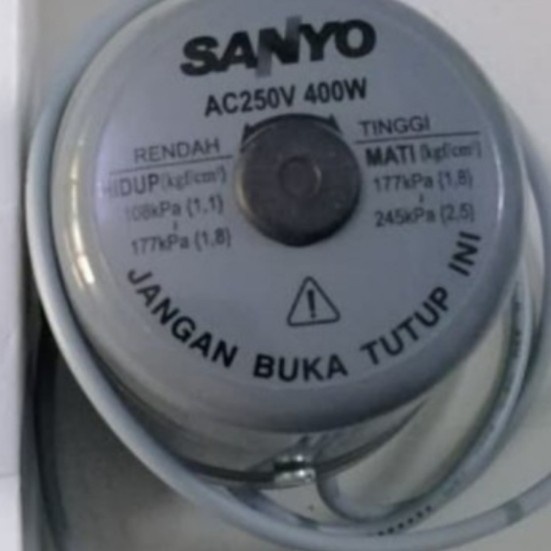 SANYO
AC250V 400W
RENDAH TINGGI
HIDUP (kgf/cm²) MATI (kgf/cm²)
108kPa (1,1) 177kPa (1,8)
177kPa (1,8) 245kPa (2,5)
JANGAN BUKA TUTUP INI